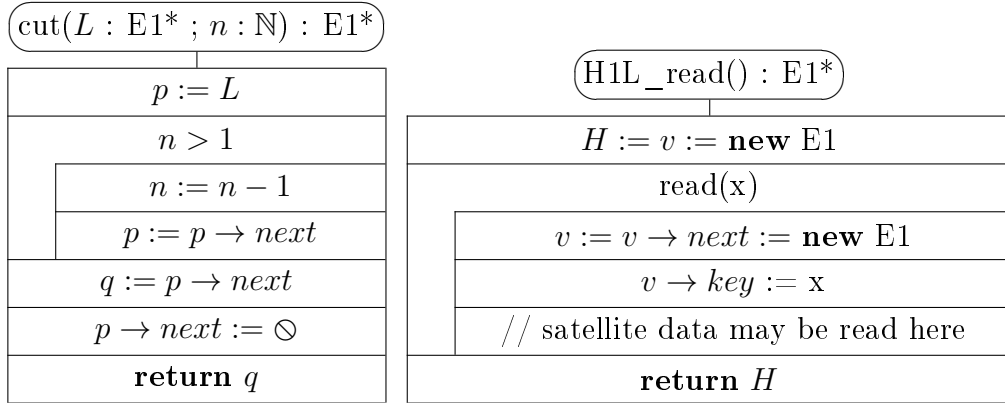 cut(L : E1* ; n : ℕ) : E1*
p := L
n > 1
n := n − 1
p := p → next
q := p → next
p → next := ⦸
return q
H1L_read() : E1*
H := v := new E1
read(x)
v := v → next := new E1
v → key := x
// satellite data may be read here
return H